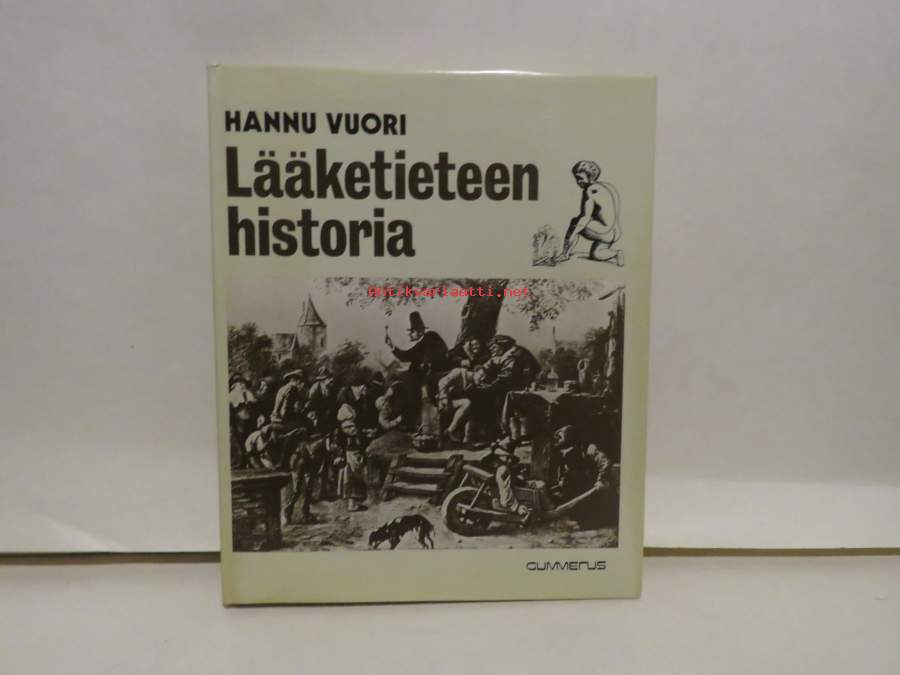 HANNU VUORI
Lääketieteen
historia
antikvariaatti.net
GUMMERUS